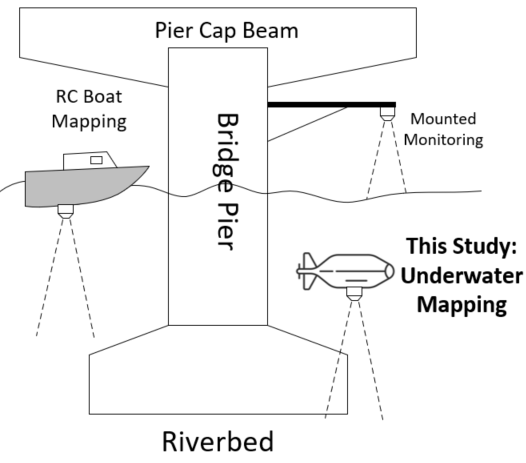 Pier Cap Beam
RC Boat
Mapping
Bridge Pier
Mounted
Monitoring
This Study:
Underwater
Mapping
Riverbed